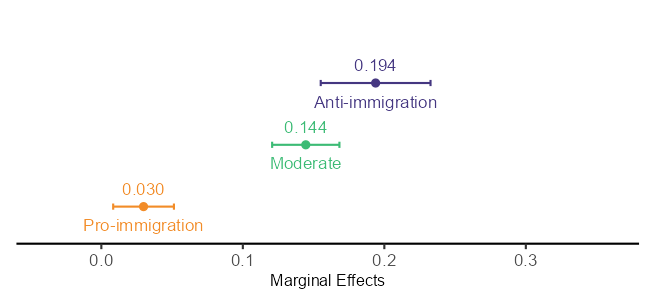 0.194
Anti-immigration
0.144
Moderate
0.030
Pro-immigration
0.0 0.1 0.2 0.3
Marginal Effects